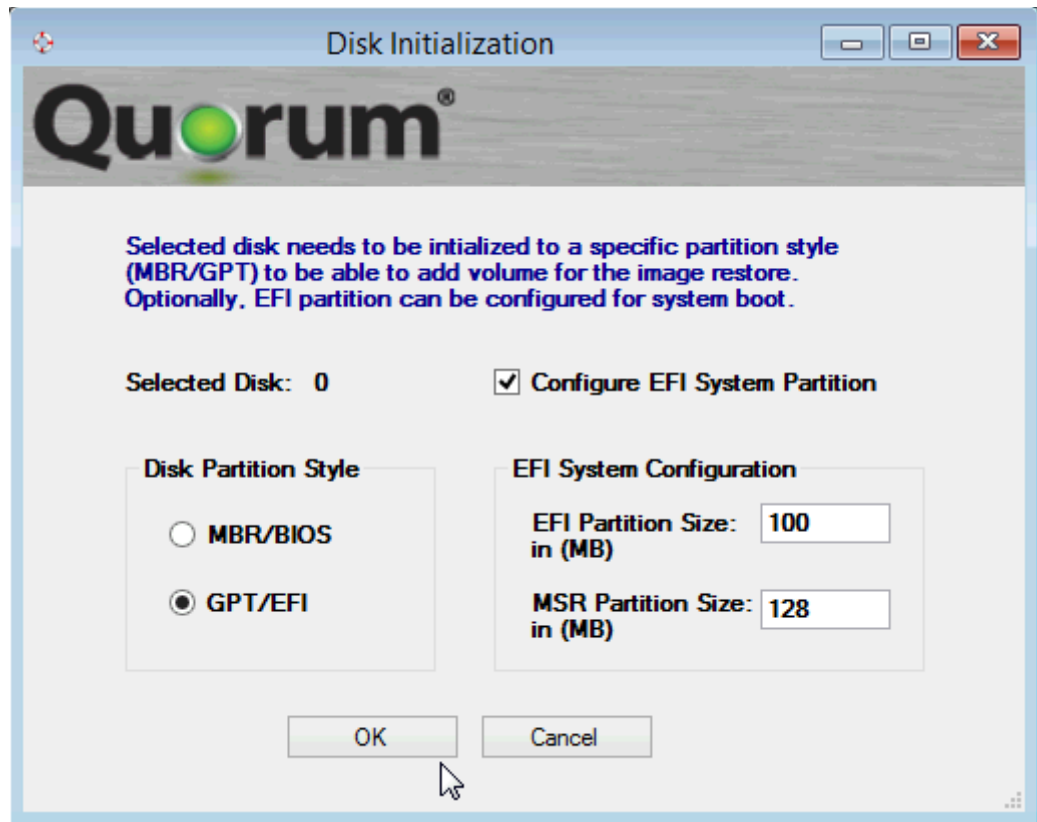 Disk Initialization
Quorum®
Selected disk needs to be intialized to a specific partition style
(MBR/GPT) to be able to add volume for the image restore.
Optionally, EFI partition can be configured for system boot.
Selected Disk: 0
Configure EFI System Partition
Disk Partition Style
MBR/BIOS
GPT/EFI
EFI System Configuration
EFI Partition Size: 100
in (MB)
MSR Partition Size: 128
in (MB)
OK
Cancel